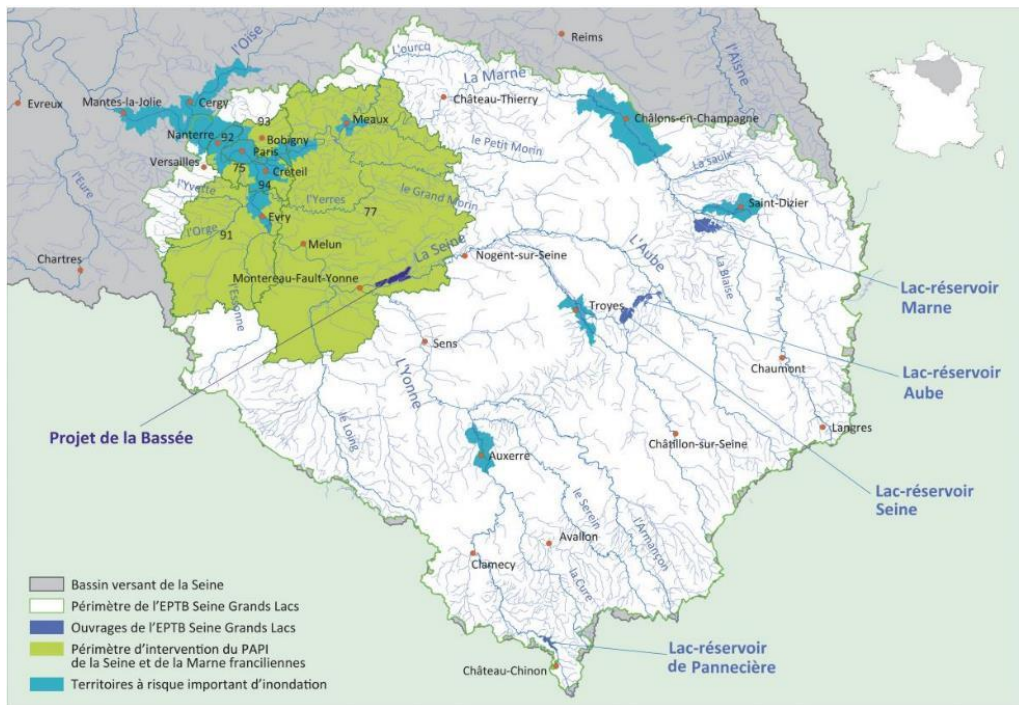 Reims
l'Oise
L'ourcq
l'Aisne
La Marne
Evreux
Mantes-la-Jolie
Cergy
Château-Thierry
Châlons-en-Champagne
93
Meaux
Nanterre
92
Bobigny
Paris
le Petit Morin
La saulx
Versailles
75
Créteil
l'Eure
l'Yvette
94
l'Yerres
le Grand Morin
Saint-Dizier
Evry
77
l'Orge
91
Melun
La Seine
Nogent-sur-Seine
L'Aube
la Blaise
Chartres
Montereau-Fault-Yonne
l'Essonne
Troyes
Lac-réservoir
Marne
Sens
L'Yonne
Chaumont
Lac-réservoir
Aube
Projet de la Bassée
le Loing
Châtillon-sur-Seine
Langres
Auxerre
Lac-réservoir
Seine
le Serein
l'Armançon
Avallon
Clamecy
la Cure
Bassin versant de la Seine
Périmètre de l'EPTB Seine Grands Lacs
Ouvrages de l'EPTB Seine Grands Lacs
Périmètre d'intervention du PAPI
de la Seine et de la Marne franciliennes
Territoires à risque important d'inondation
Lac-réservoir
de Pannecière
Château-Chinon